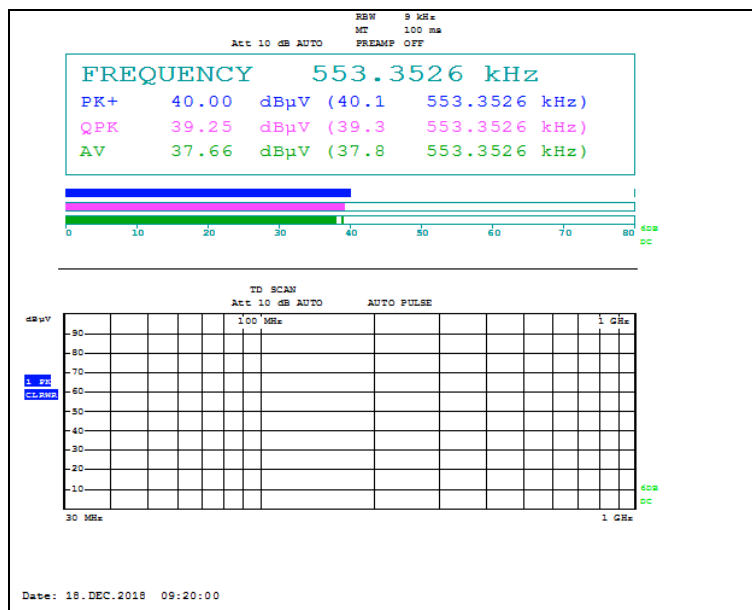 RBW 9 kHz
MT 100 ms
Att 10 dB AUTO PREAMP OFF
FREQUENCY 553.3526 kHz
PK+ 40.00 dBµV (40.1 553.3526 kHz)
QPK 39.25 dBµV (39.3 553.3526 kHz)
AV 37.66 dBµV (37.8 553.3526 kHz)
0 10 20 30 40 50 60 70 80
6DB
DC
TD SCAN
Att 10 dB AUTO AUTO PULSE
dBµV
100 MHz 1 GHz
90
80
70
1 PK
60
CLRWR
50
40
30
20
10
6DB
DC
30 MHz 1 GHz
Date: 18.DEC.2018 09:20:00